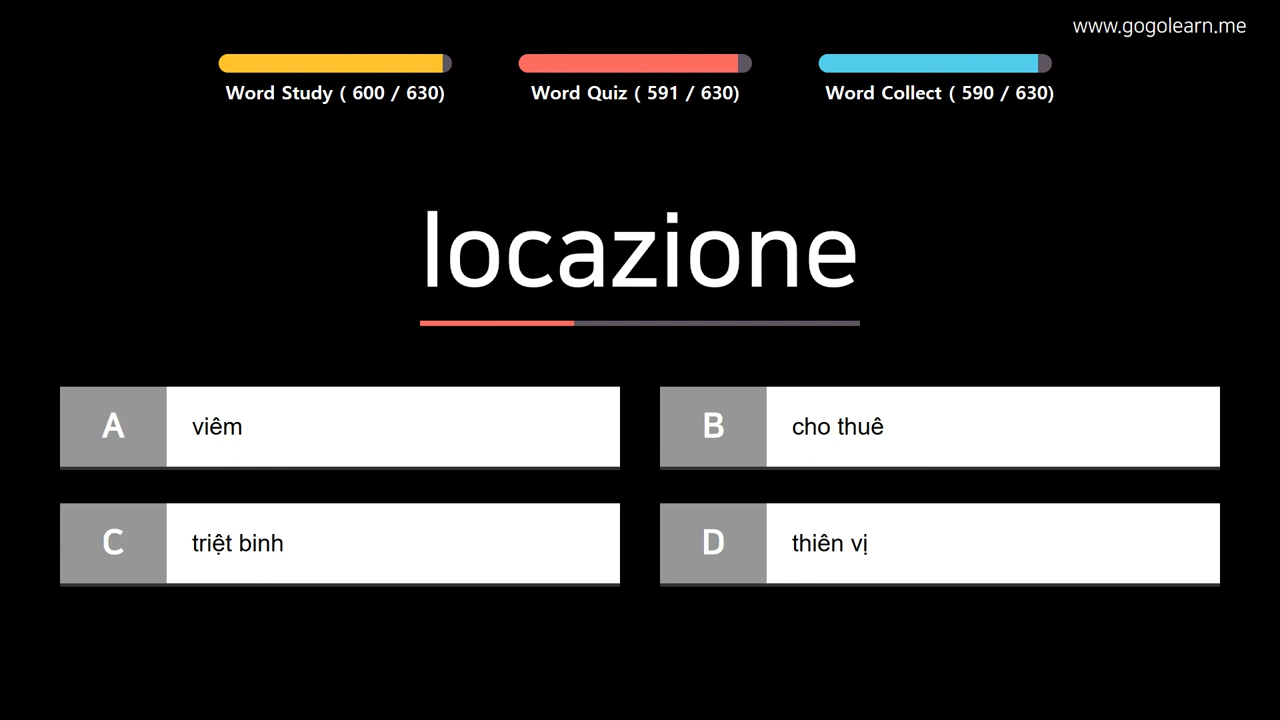 www.gogolearn.me
Word Study ( 600 / 630)
Word Quiz ( 591 / 630)
Word Collect ( 590 / 630)
locazione
A viêm
B cho thuê
C triệt binh
D thiên vị